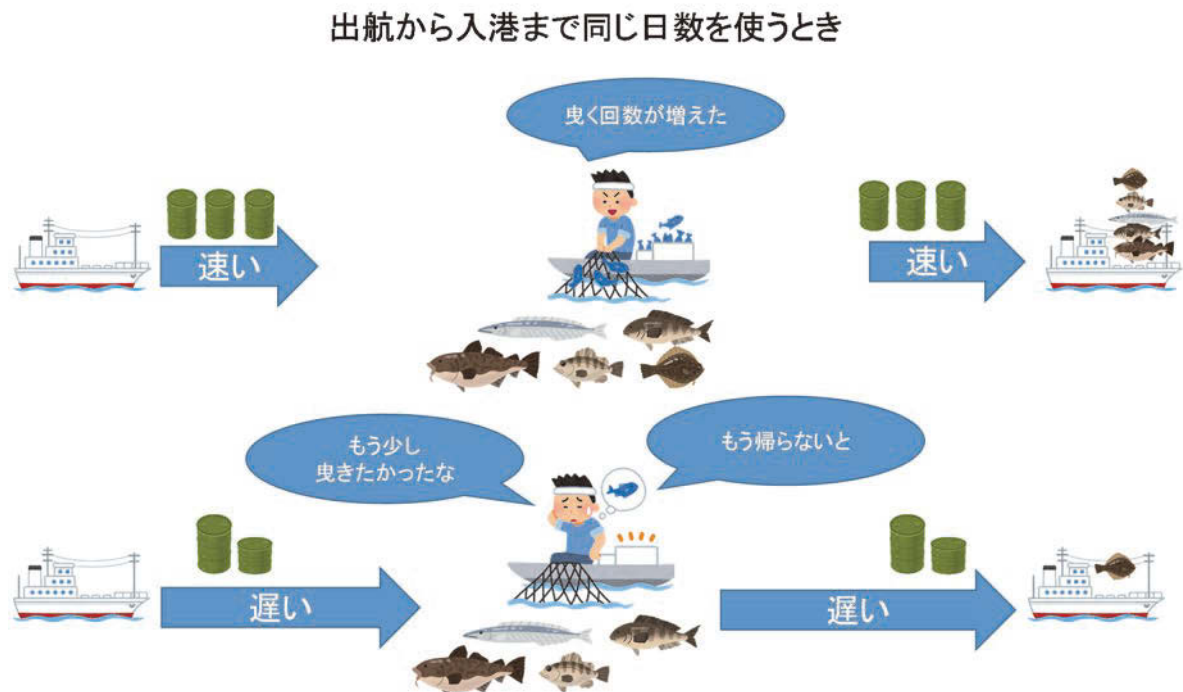 出航から入港まで同じ日数を使うとき
曳く回数が増えた
速い
速い
もう少し
曳きたかったな
もう帰らないと
遅い
遅い